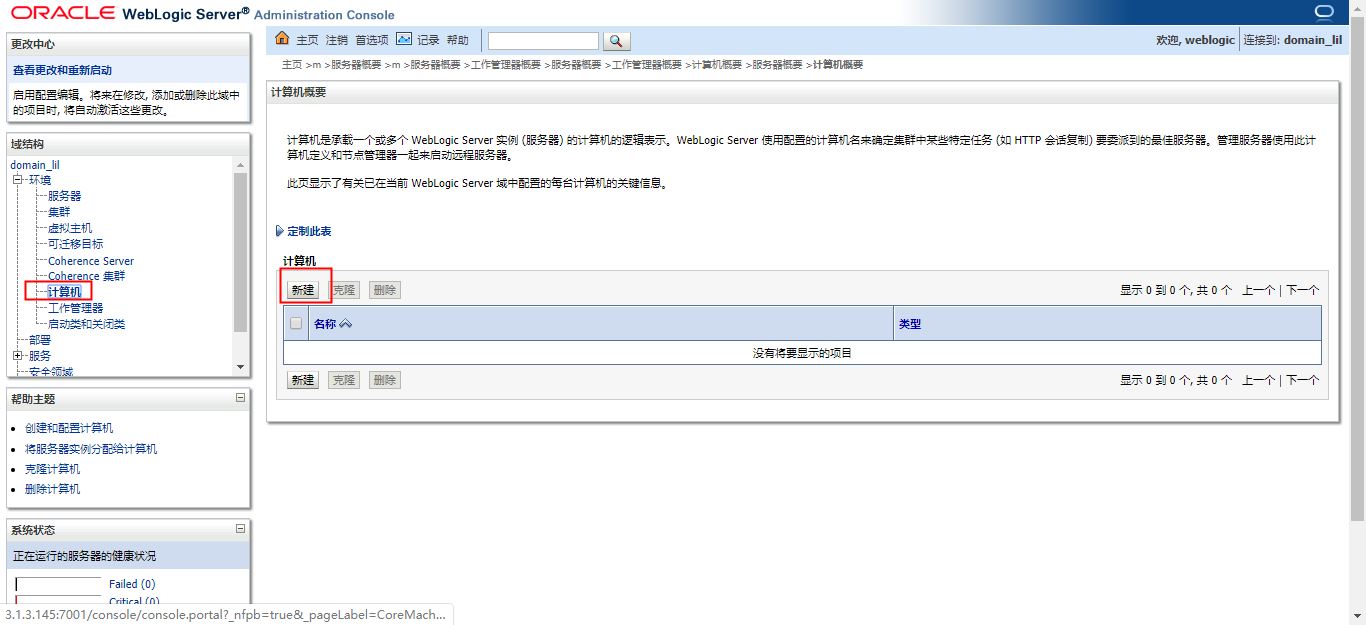 ORACLE WebLogic Server® Administration Console
更改中心
查看更改和重新启动
启用配置编辑。将来在修改, 添加或删除此域中
的项目时, 将自动激活这些更改。
域结构
domain_lil
环境
服务器
集群
虚拟主机
可迁移目标
Coherence Server
Coherence 集群
计算机
工作管理器
启动类和关闭类
部署
服务
安全领域
帮助主题
创建和配置计算机
将服务器实例分配给计算机
克隆计算机
删除计算机
系统状态
正在运行的服务器的健康状况
Failed (0)
Critical (0)
3.1.3.145:7001/console/console.portal?_nfpb=true&_pageLabel=CoreMach...
主页 注销 首选项 记录 帮助
欢迎, weblogic 连接到: domain_lil
主页 >m >服务器概要 >m >服务器概要 >工作管理器概要 >服务器概要 >工作管理器概要 >计算机概要 >服务器概要 >计算机概要
计算机概要
计算机是承载一个或多个 WebLogic Server 实例 (服务器) 的计算机的逻辑表示。WebLogic Server 使用配置的计算机名来确定集群中某些特定任务 (如 HTTP 会话复制) 要委派到的最佳服务器。管理服务器使用此计
算机定义和节点管理器一起来启动远程服务器。
此页显示了有关已在当前 WebLogic Server 域中配置的每台计算机的关键信息。
定制此表
计算机
新建 克隆 删除 显示 0 到 0 个, 共 0 个 上一个 | 下一个
名称 类型
没有将要显示的项目
新建 克隆 删除 显示 0 到 0 个, 共 0 个 上一个 | 下一个